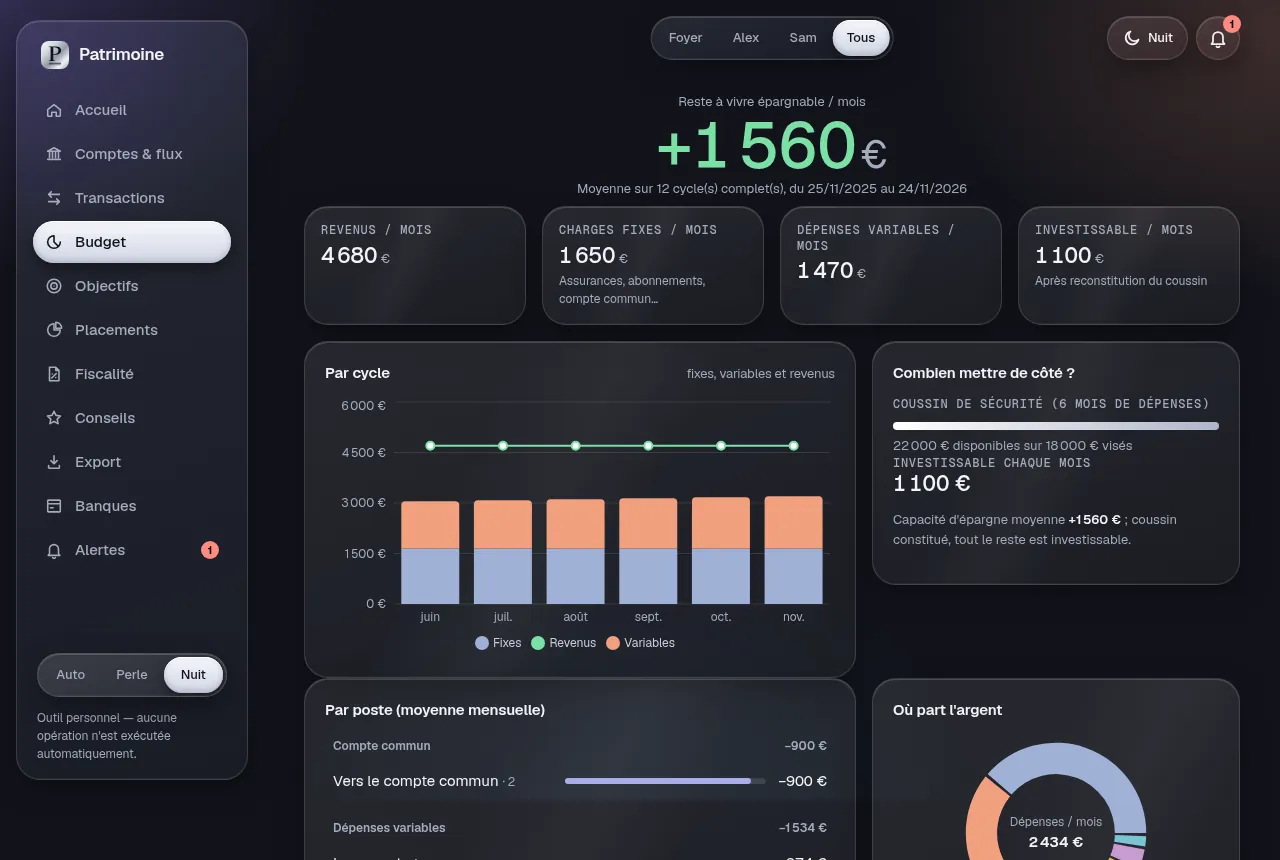 P Patrimoine
Accueil
Comptes & flux
Transactions
Budget
Objectifs
Placements
Fiscalité
Conseils
Export
Banques
Alertes 1
Auto Perle Nuit
Outil personnel — aucune
opération n'est exécutée
automatiquement.
Foyer Alex Sam Tous
Nuit 1
Reste à vivre épargnable / mois
+1 560 €
Moyenne sur 12 cycle(s) complet(s), du 25/11/2025 au 24/11/2026
REVENUS / MOIS
4 680 €
CHARGES FIXES / MOIS
1 650 €
Assurances, abonnements,
compte commun…
DÉPENSES VARIABLES /
MOIS
1 470 €
INVESTISSABLE / MOIS
1 100 €
Après reconstitution du coussin
Par cycle fixes, variables et revenus
6 000 €
4 500 €
3 000 €
1 500 €
0 €
juin juil. août sept. oct. nov.
Fixes Revenus Variables
Combien mettre de côté ?
COUSSIN DE SÉCURITÉ (6 MOIS DE DÉPENSES)
22 000 € disponibles sur 18 000 € visés
INVESTISSABLE CHAQUE MOIS
1 100 €
Capacité d'épargne moyenne +1 560 € ; coussin
constitué, tout le reste est investissable.
Par poste (moyenne mensuelle)
Compte commun −900 €
Vers le compte commun · 2 −900 €
Dépenses variables −1 534 €
Où part l'argent
Dépenses / mois
2 434 €